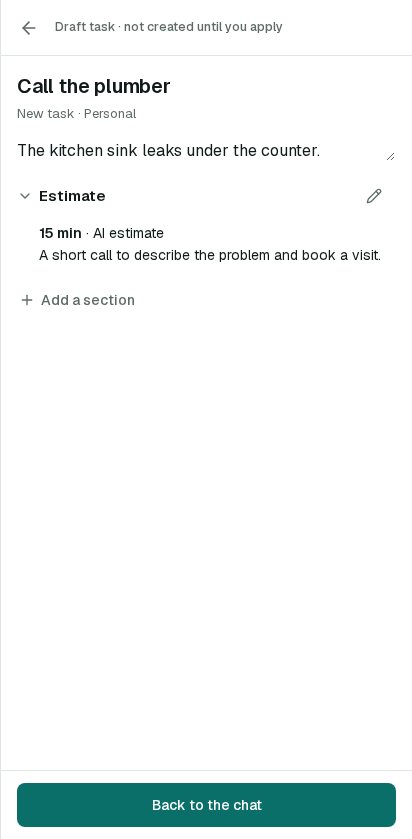 Draft task · not created until you apply
Call the plumber
New task · Personal
The kitchen sink leaks under the counter.
Estimate
15 min · AI estimate
A short call to describe the problem and book a visit.
Add a section
Back to the chat